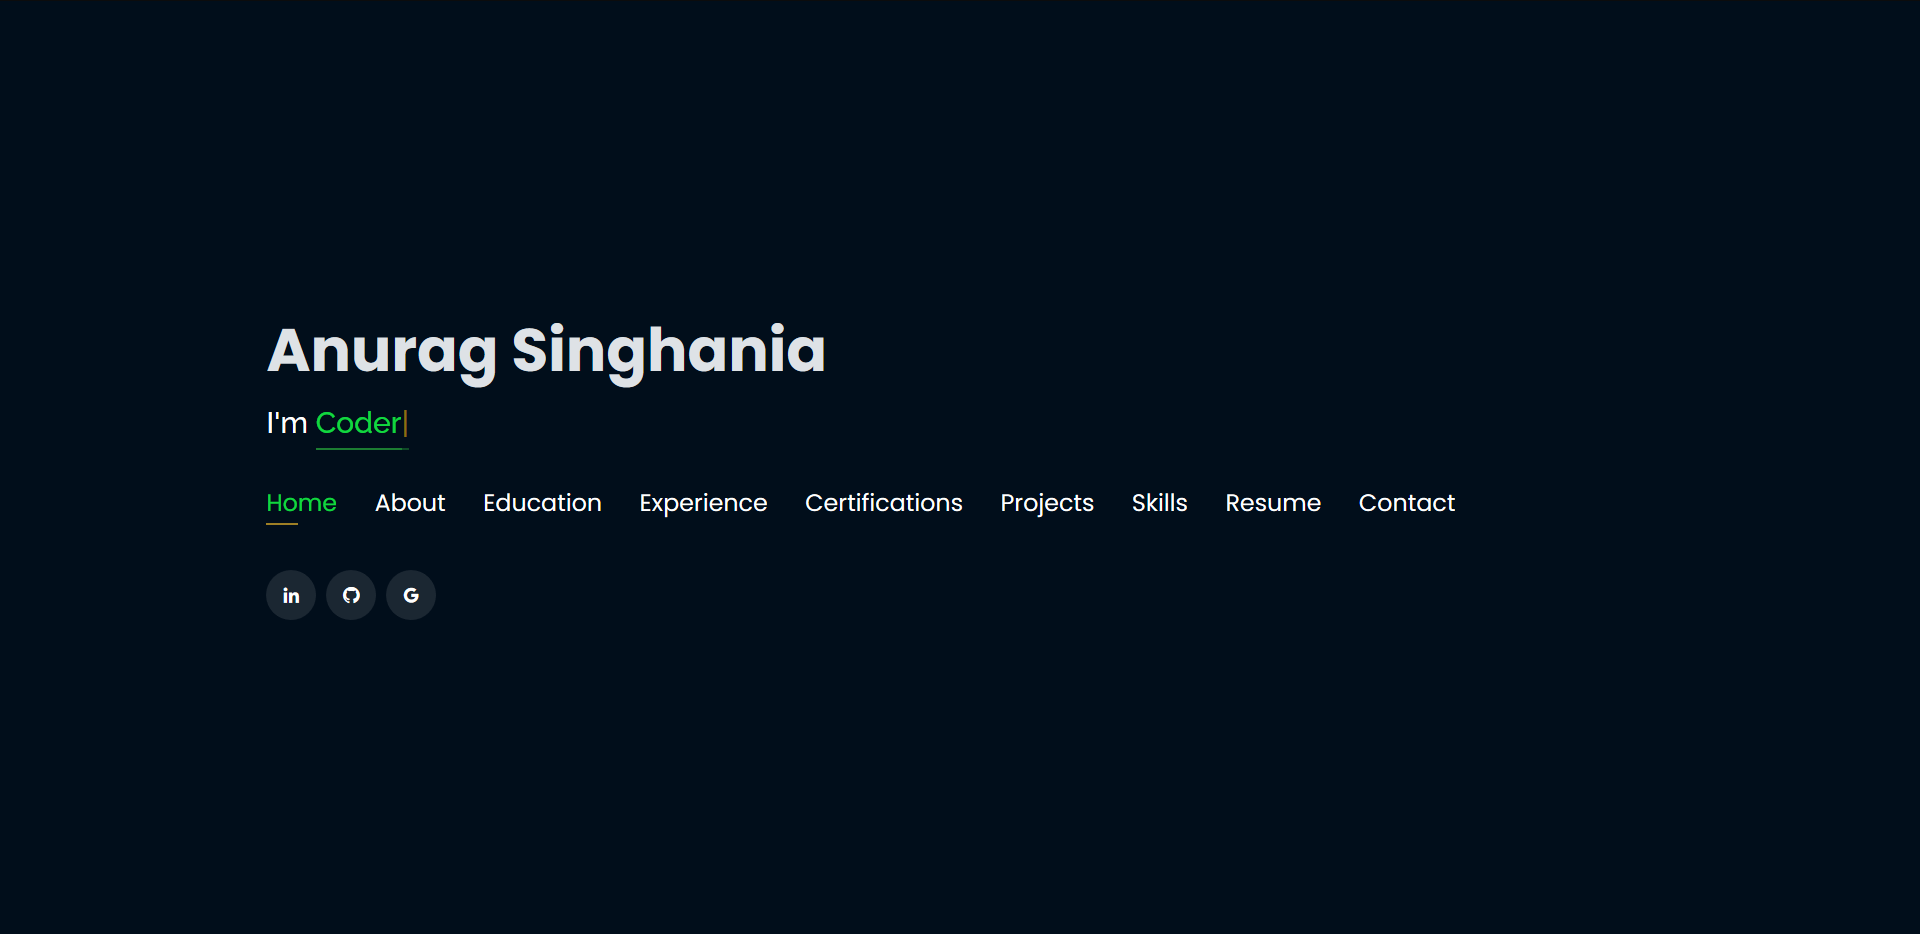 Anurag Singhania
I'm Coder|
Home About Education Experience Certifications Projects Skills Resume Contact
in G